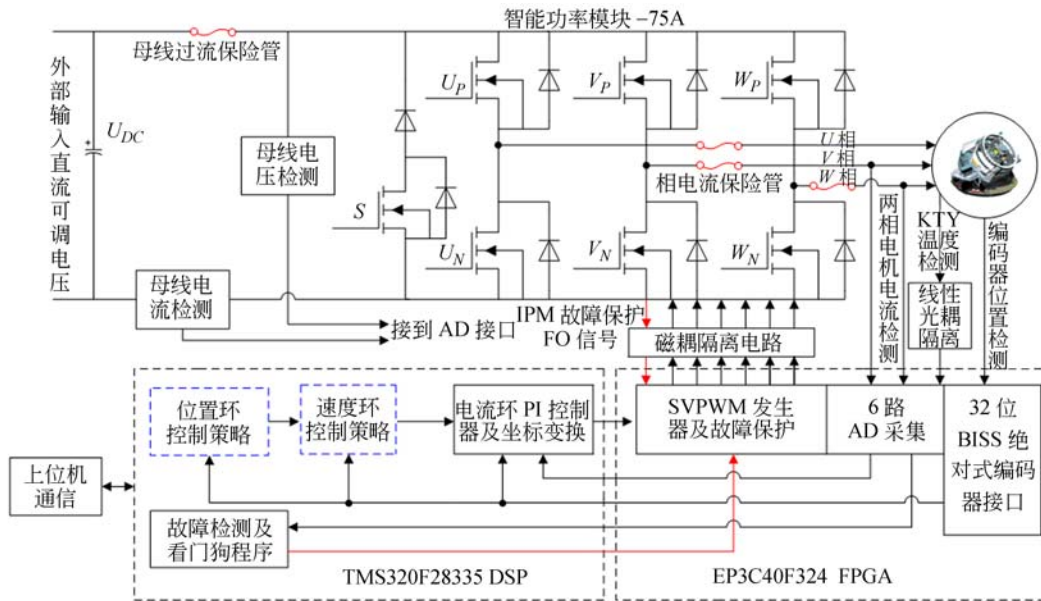 智能功率模块-75A
母线过流保险管
外部输入直流可调电压
+
U_DC
母线电
压检测
S
U_P
V_P
W_P
U_N
V_N
W_N
U相
V相
W相
相电流保险管
母线电
流检测
接到 AD 接口
IPM 故障保护
FO 信号
磁耦隔离电路
两相电机电流检测
KTY
温度
检测
线性
光耦
隔离
编码器位置检测
位置环
控制策略
速度环
控制策略
电流环 PI 控制
器及坐标变换
SVPWM 发生
器及故障保护
6 路
AD 采集
32 位
BISS 绝
对式编码
器接口
上位机
通信
故障检测及
看门狗程序
TMS320F28335 DSP
EP3C40F324 FPGA